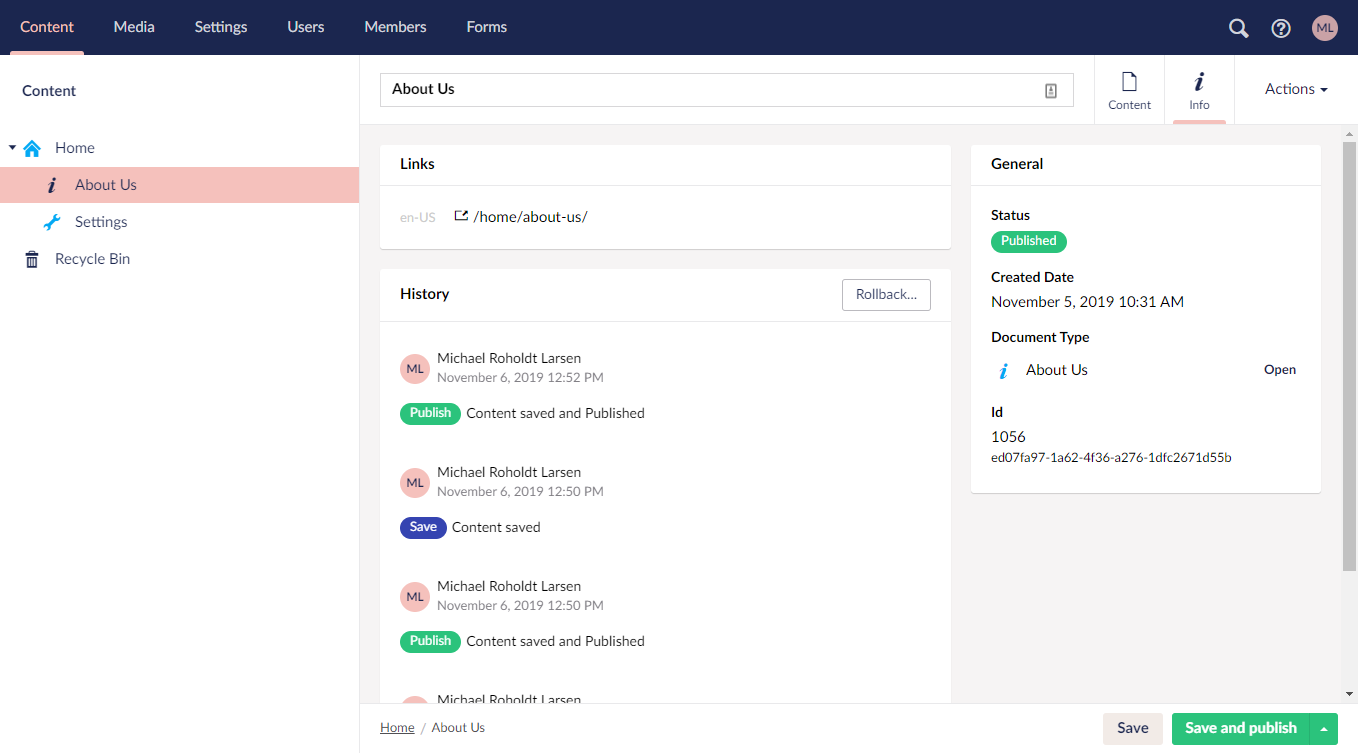 Content Media Settings Users Members Forms ML
Content
Home
About Us
Settings
Recycle Bin
About Us
Content
Info
Actions
Links
en-US /home/about-us/
History
Rollback...
ML
Michael Roholdt Larsen
November 6, 2019 12:52 PM
Publish Content saved and Published
ML
Michael Roholdt Larsen
November 6, 2019 12:50 PM
Save Content saved
ML
Michael Roholdt Larsen
November 6, 2019 12:50 PM
Publish Content saved and Published
Michael Roholdt Larsen
General
Status
Published
Created Date
November 5, 2019 10:31 AM
Document Type
About Us Open
Id
1056
ed07fa97-1a62-4f36-a276-1dfc2671d55b
Home / About Us
Save
Save and publish